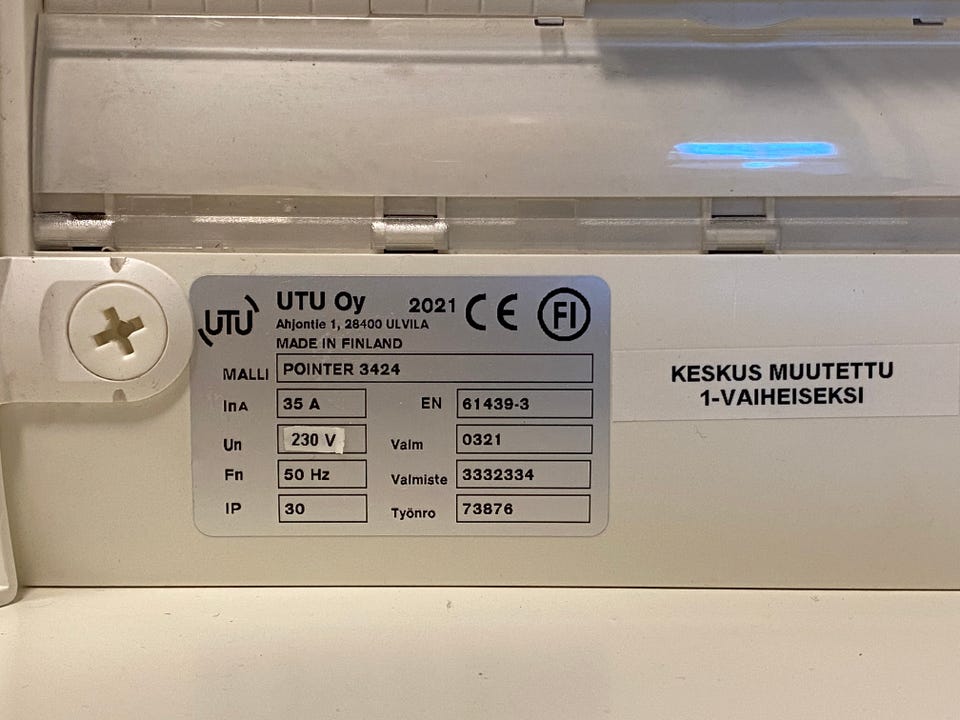 UTU
UTU Oy 2021 CE FI
Ahjontie 1, 28400 ULVILA
MADE IN FINLAND
MALLI POINTER 3424
InA 35 A EN 61439-3
Un 230 V Valm 0321
Fn 50 Hz Valmiste 3332334
IP 30 Työnro 73876
KESKUS MUUTETTU
1-VAIHEISEKSI